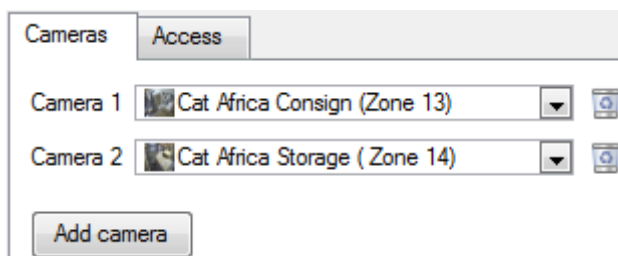 Cameras Access
Camera 1 Cat Africa Consign (Zone 13)
Camera 2 Cat Africa Storage ( Zone 14)
Add camera